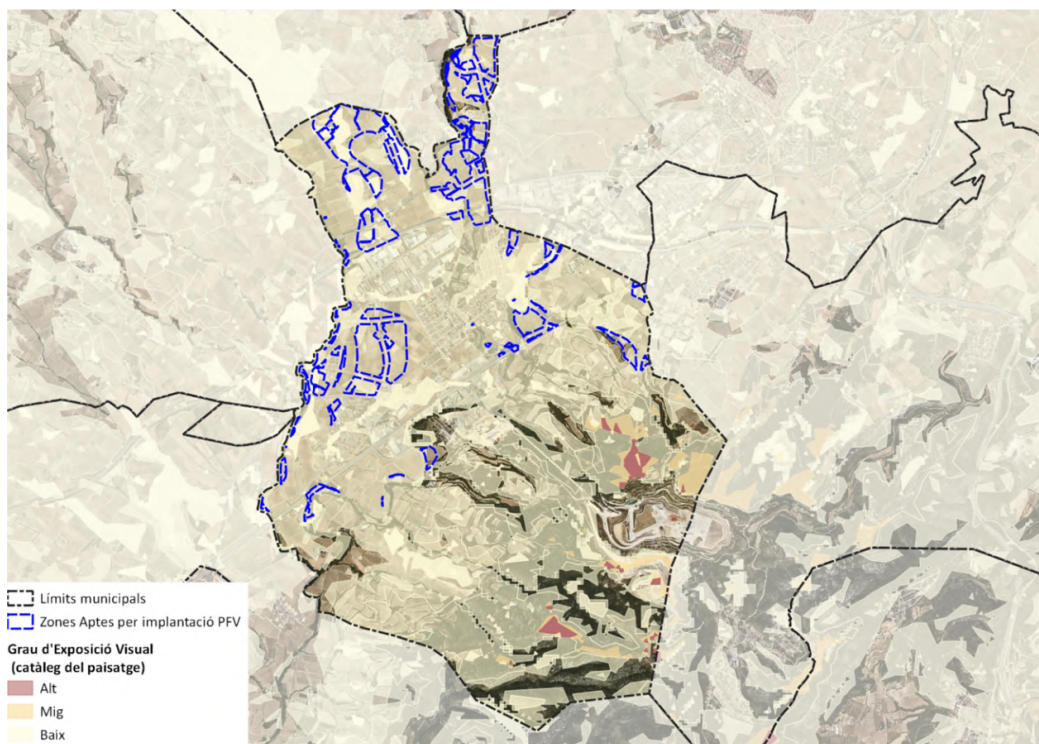 Límits municipals
Zones Aptes per implantació PFV
Grau d'Exposició Visual
(catàleg del paisatge)
Alt
Mig
Baix